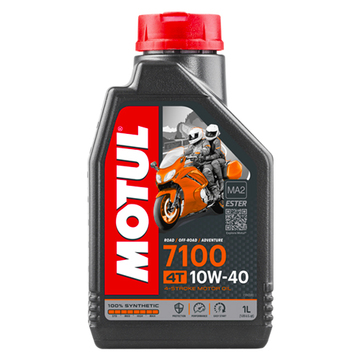 MOTUL
MA2
ESTER
ROAD / OFF-ROAD / ADVENTURE
7100
4T 10W-40
4-STROKE MOTOR OIL
100% SYNTHETIC
1L